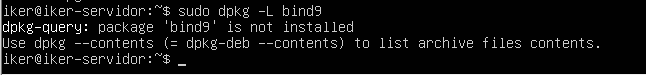 iker@iker-servidor:~$ sudo dpkg -L bind9
dpkg-query: package 'bind9' is not installed
Use dpkg --contents (= dpkg-deb --contents) to list archive files contents.
iker@iker-servidor:~$ _